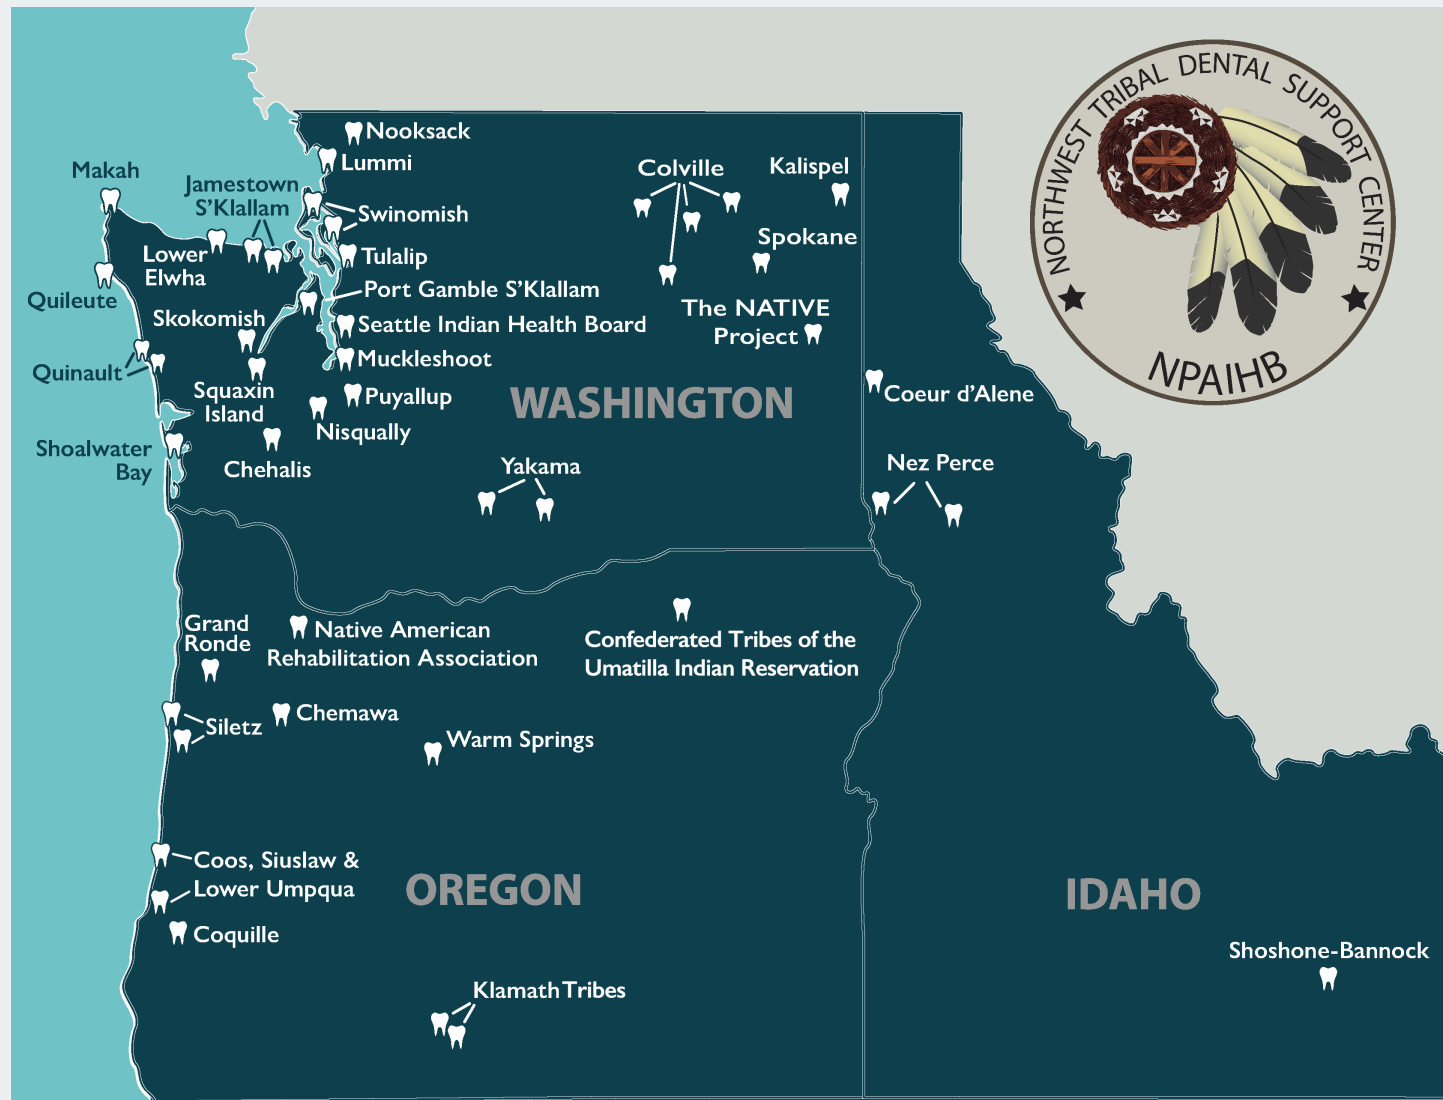 NORTHWEST TRIBAL DENTAL SUPPORT CENTER
NPAIHB
Nooksack
Lummi
Makah
Jamestown
S'Klallam
Swinomish
Colville
Kalispel
Lower
Elwha
Tulalip
Spokane
Quileute
Port Gamble S'Klallam
Skokomish
Seattle Indian Health Board
The NATIVE
Project
Quinault
Muckleshoot
Squaxin
Island
Puyallup
WASHINGTON
Coeur d'Alene
Nisqually
Shoalwater
Bay
Chehalis
Yakama
Nez Perce
Grand
Ronde
Native American
Rehabilitation Association
Confederated Tribes of the
Umatilla Indian Reservation
Siletz
Chemawa
Warm Springs
Coos, Siuslaw &
Lower Umpqua
OREGON
IDAHO
Coquille
Shoshone-Bannock
Klamath Tribes